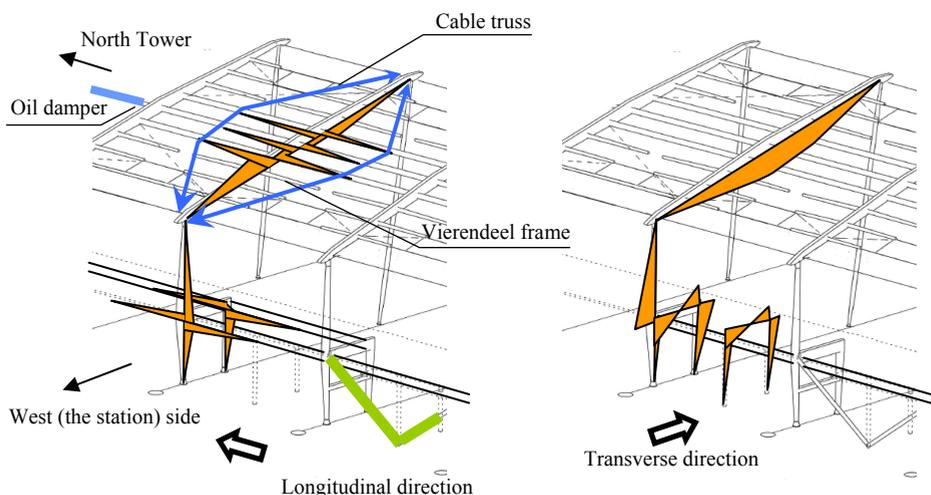 Cable truss
North Tower
Oil damper
Vierendeel frame
West (the station) side
Longitudinal direction
Transverse direction